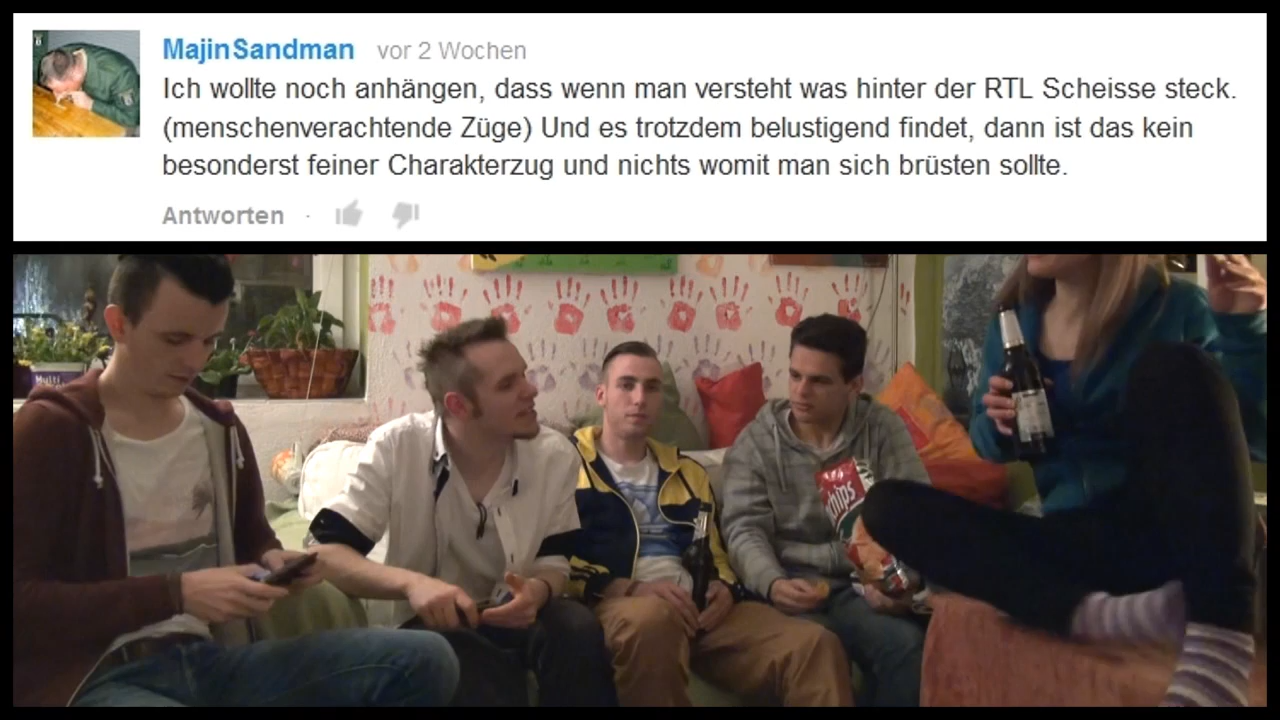 MajinSandman vor 2 Wochen
Ich wollte noch anhängen, dass wenn man versteht was hinter der RTL Scheisse steck.
(menschenverachtende Züge) Und es trotzdem belustigend findet, dann ist das kein
besonderst feiner Charakterzug und nichts womit man sich brüsten sollte.
Antworten ·
chips